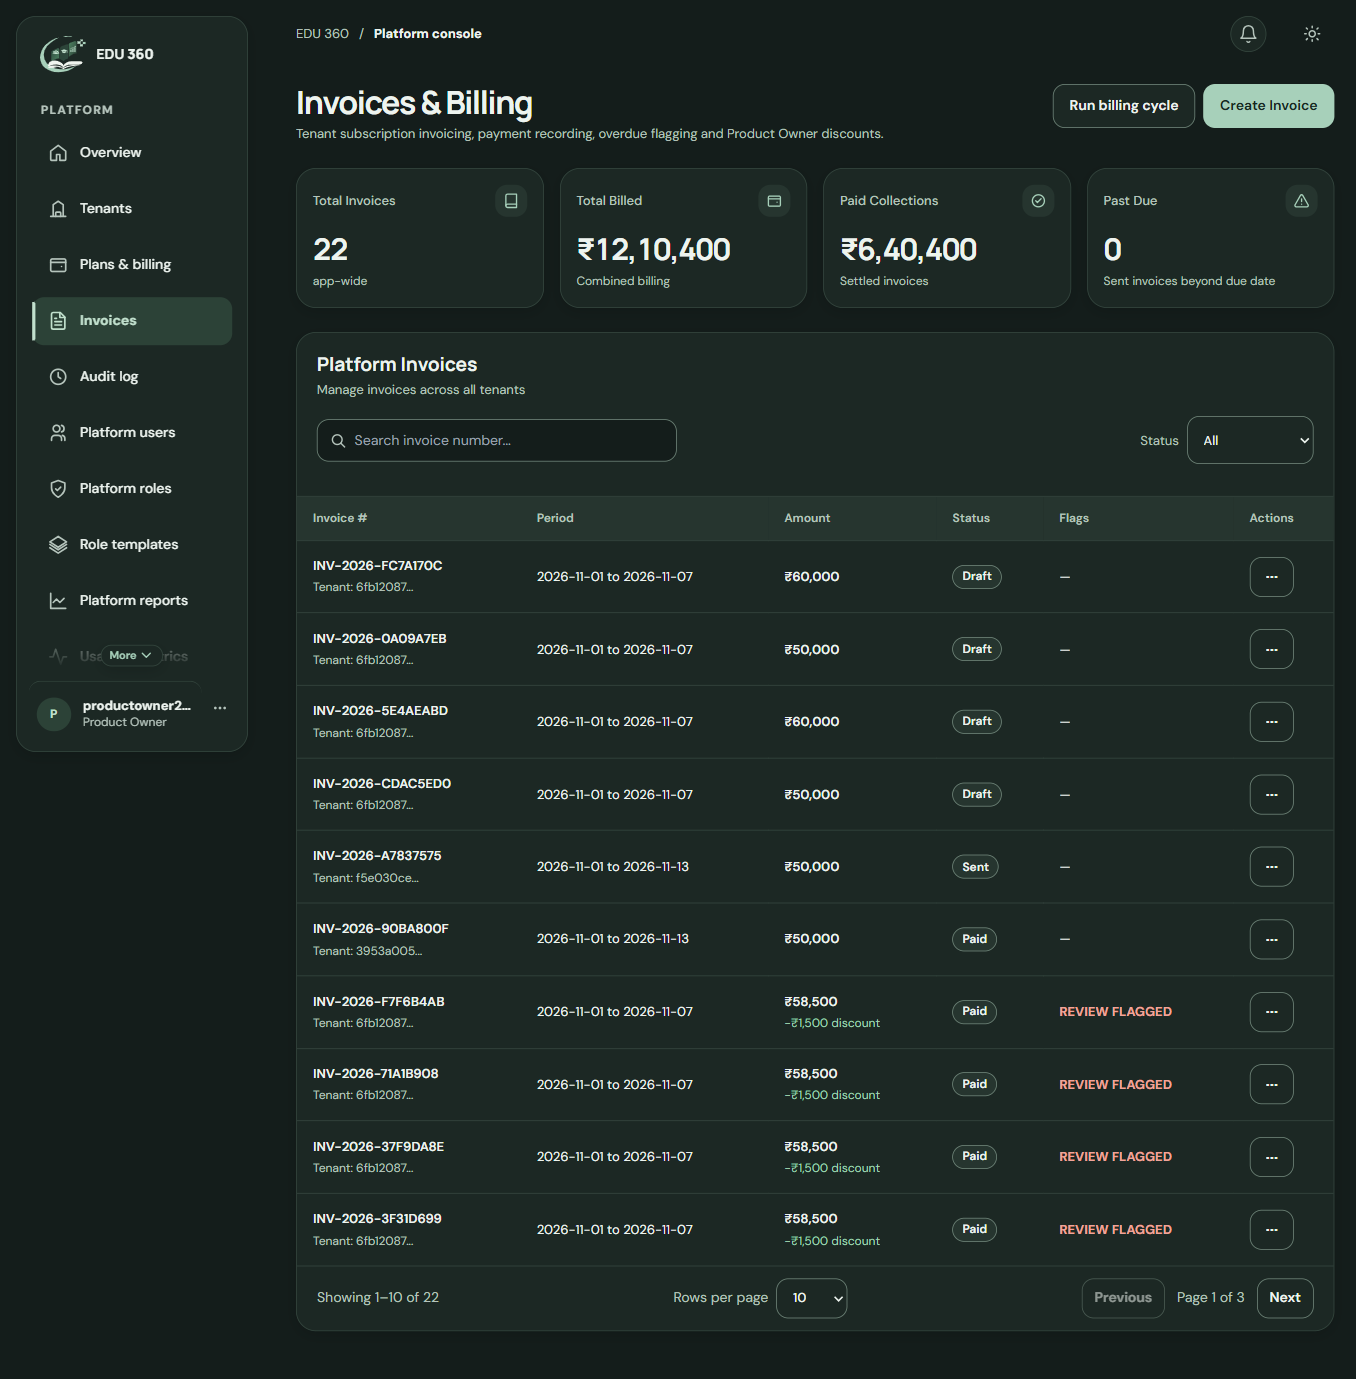 EDU 360
PLATFORM
Overview
Tenants
Plans & billing
Invoices
Audit log
Platform users
Platform roles
Role templates
Platform reports
More
P
productowner2...
Product Owner
EDU 360 / Platform console
Invoices & Billing
Tenant subscription invoicing, payment recording, overdue flagging and Product Owner discounts.
Run billing cycle
Create Invoice
Total Invoices
22
app-wide
Total Billed
₹12,10,400
Combined billing
Paid Collections
₹6,40,400
Settled invoices
Past Due
0
Sent invoices beyond due date
Platform Invoices
Manage invoices across all tenants
Search invoice number...
Status
All
Invoice # Period Amount Status Flags Actions
INV-2026-FC7A170C
Tenant: 6fb12087...
2026-11-01 to 2026-11-07 ₹60,000 Draft —
INV-2026-0A09A7EB
Tenant: 6fb12087...
2026-11-01 to 2026-11-07 ₹50,000 Draft —
INV-2026-5E4AEABD
Tenant: 6fb12087...
2026-11-01 to 2026-11-07 ₹60,000 Draft —
INV-2026-CDAC5ED0
Tenant: 6fb12087...
2026-11-01 to 2026-11-07 ₹50,000 Draft —
INV-2026-A7837575
Tenant: f5e030ce...
2026-11-01 to 2026-11-13 ₹50,000 Sent —
INV-2026-90BA800F
Tenant: 3953a005...
2026-11-01 to 2026-11-13 ₹50,000 Paid —
INV-2026-F7F6B4AB
Tenant: 6fb12087...
2026-11-01 to 2026-11-07 ₹58,500 Paid REVIEW FLAGGED
-₹1,500 discount
INV-2026-71A1B908
Tenant: 6fb12087...
2026-11-01 to 2026-11-07 ₹58,500 Paid REVIEW FLAGGED
-₹1,500 discount
INV-2026-37F9DA8E
Tenant: 6fb12087...
2026-11-01 to 2026-11-07 ₹58,500 Paid REVIEW FLAGGED
-₹1,500 discount
INV-2026-3F31D699
Tenant: 6fb12087...
2026-11-01 to 2026-11-07 ₹58,500 Paid REVIEW FLAGGED
-₹1,500 discount
Showing 1–10 of 22
Rows per page 10
Previous
Page 1 of 3
Next